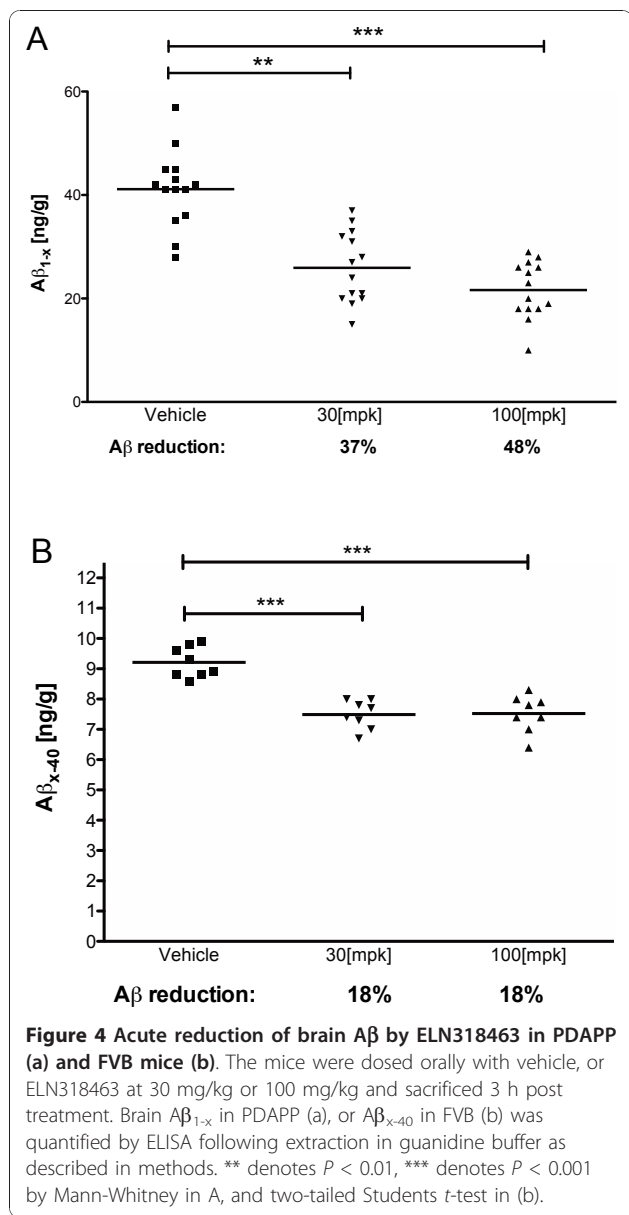 A
***
**
60
40
20
0
Aβ1-x [ng/g]
Vehicle 30[mpk] 100[mpk]
Aβ reduction: 37% 48%
B
***
***
12
11
10
9
8
7
6
5
4
3
2
1
0
Aβx-40 [ng/g]
Vehicle 30[mpk] 100[mpk]
Aβ reduction: 18% 18%
Figure 4 Acute reduction of brain Aβ by ELN318463 in PDAPP
(a) and FVB mice (b). The mice were dosed orally with vehicle, or
ELN318463 at 30 mg/kg or 100 mg/kg and sacrificed 3 h post
treatment. Brain Aβ1-x in PDAPP (a), or Aβx-40 in FVB (b) was
quantified by ELISA following extraction in guanidine buffer as
described in methods. ** denotes P < 0.01, *** denotes P < 0.001
by Mann-Whitney in A, and two-tailed Students t-test in (b).